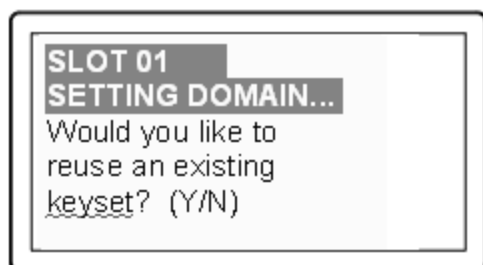 SLOT 01
SETTING DOMAIN...
Would you like to
reuse an existing
keyset? (Y/N)